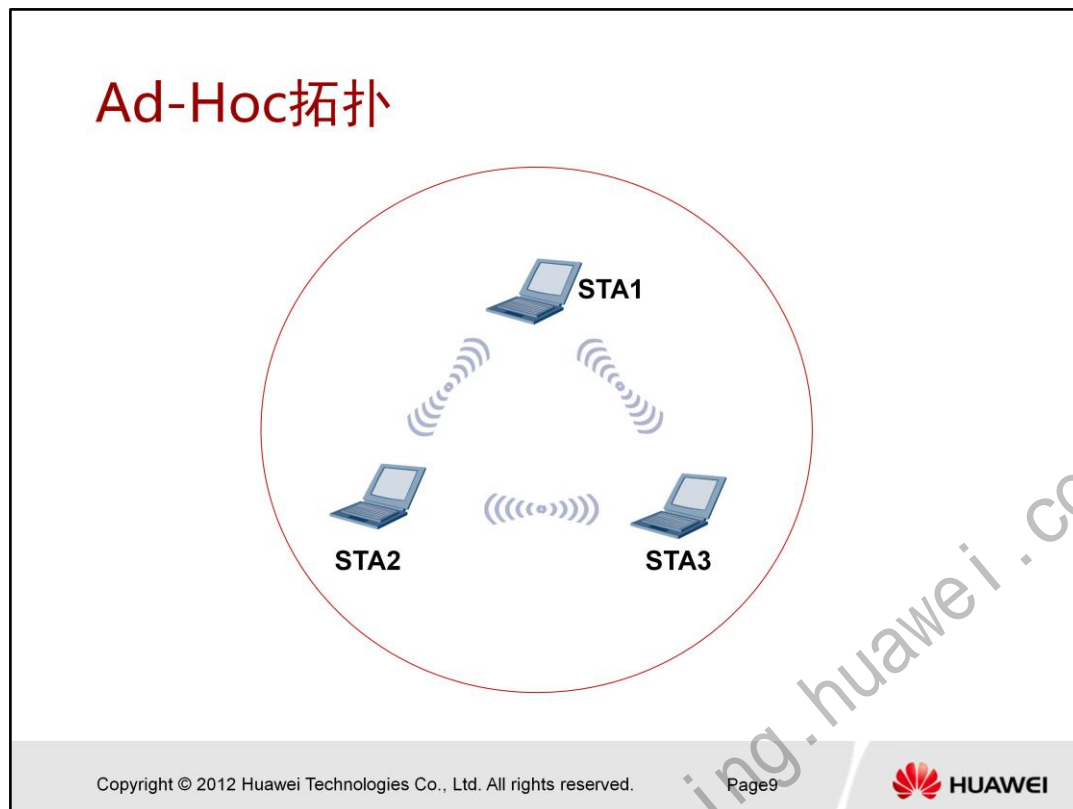 Ad-Hoc拓扑
STA1
STA2
STA3
ing.huawei.co
Copyright © 2012 Huawei Technologies Co., Ltd. All rights reserved.
Page9
HUAWEI